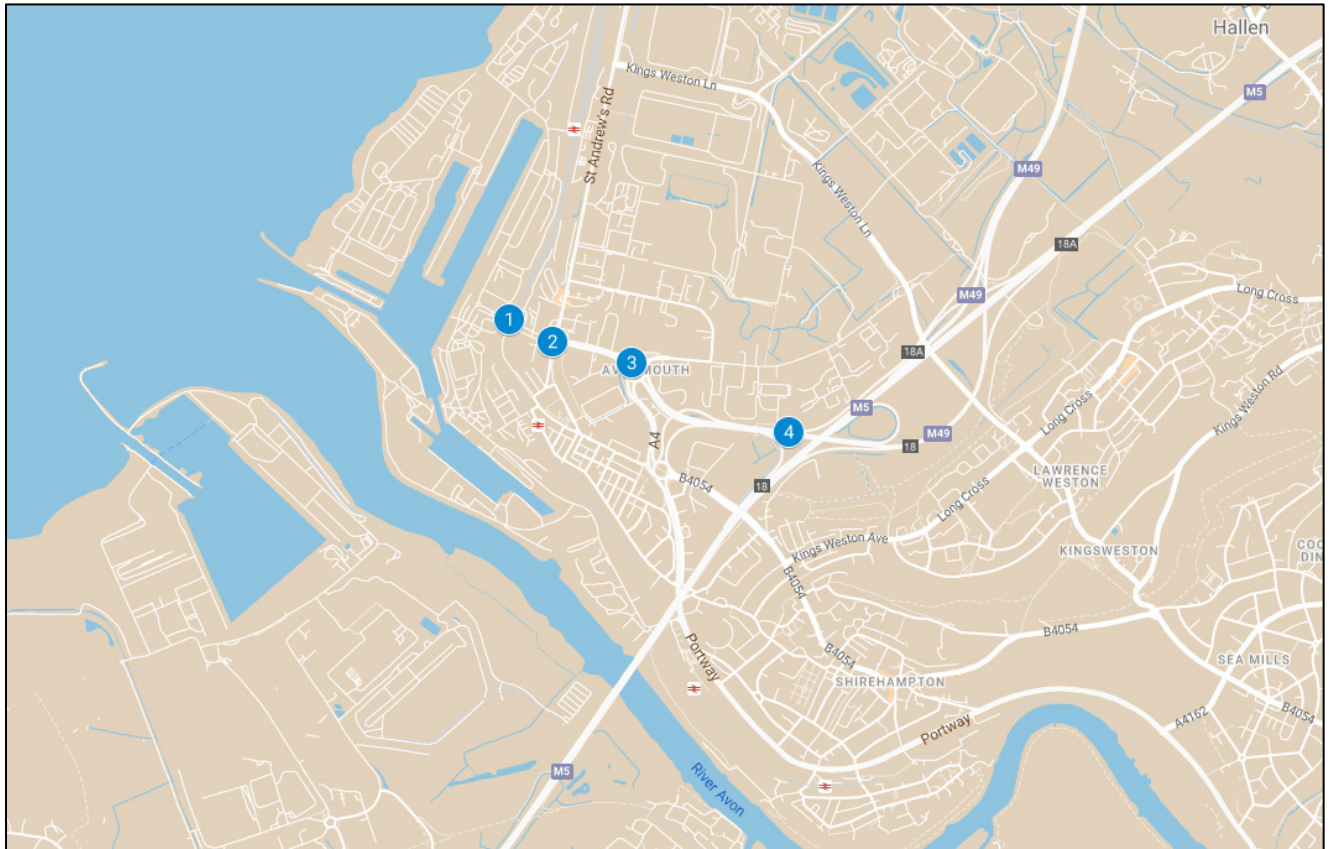 Hallen
Kings Weston Ln
M5
St Andrew's Rd
M49
Kings Weston Ln
18A
M49
Long Cross
1
2
18A
3
AVONMOUTH
Long Cross
Kings Weston Rd
M5
4
M49
18
A4
LAWRENCE
WESTON
B4054
18
Long Cross
Kings Weston Ave
KINGSWESTON
B4054
B4054
Portway
B4054
SEA MILLS
SHIREHAMPTON
B4054
A4162
Portway
M5
River Avon